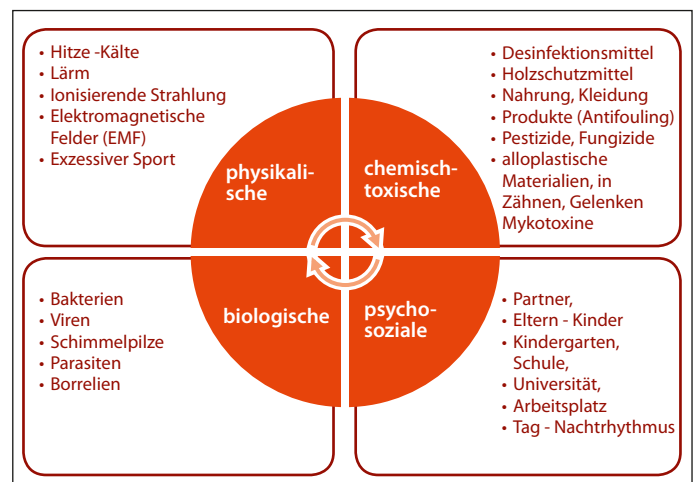 • Hitze -Kälte
• Lärm
• Ionisierende Strahlung
• Elektromagnetische
Felder (EMF)
• Exzessiver Sport
physikali-
sche
• Desinfektionsmittel
• Holzschutzmittel
• Nahrung, Kleidung
• Produkte (Antifouling)
• Pestizide, Fungizide
• alloplastische
Materialien, in
Zähnen, Gelenken
Mykotoxine
chemisch-
toxische
• Bakterien
• Viren
• Schimmelpilze
• Parasiten
• Borrelien
biologische
psycho-
soziale
• Partner,
• Eltern - Kinder
• Kindergarten,
Schule,
• Universität,
• Arbeitsplatz
• Tag - Nachtrhythmus